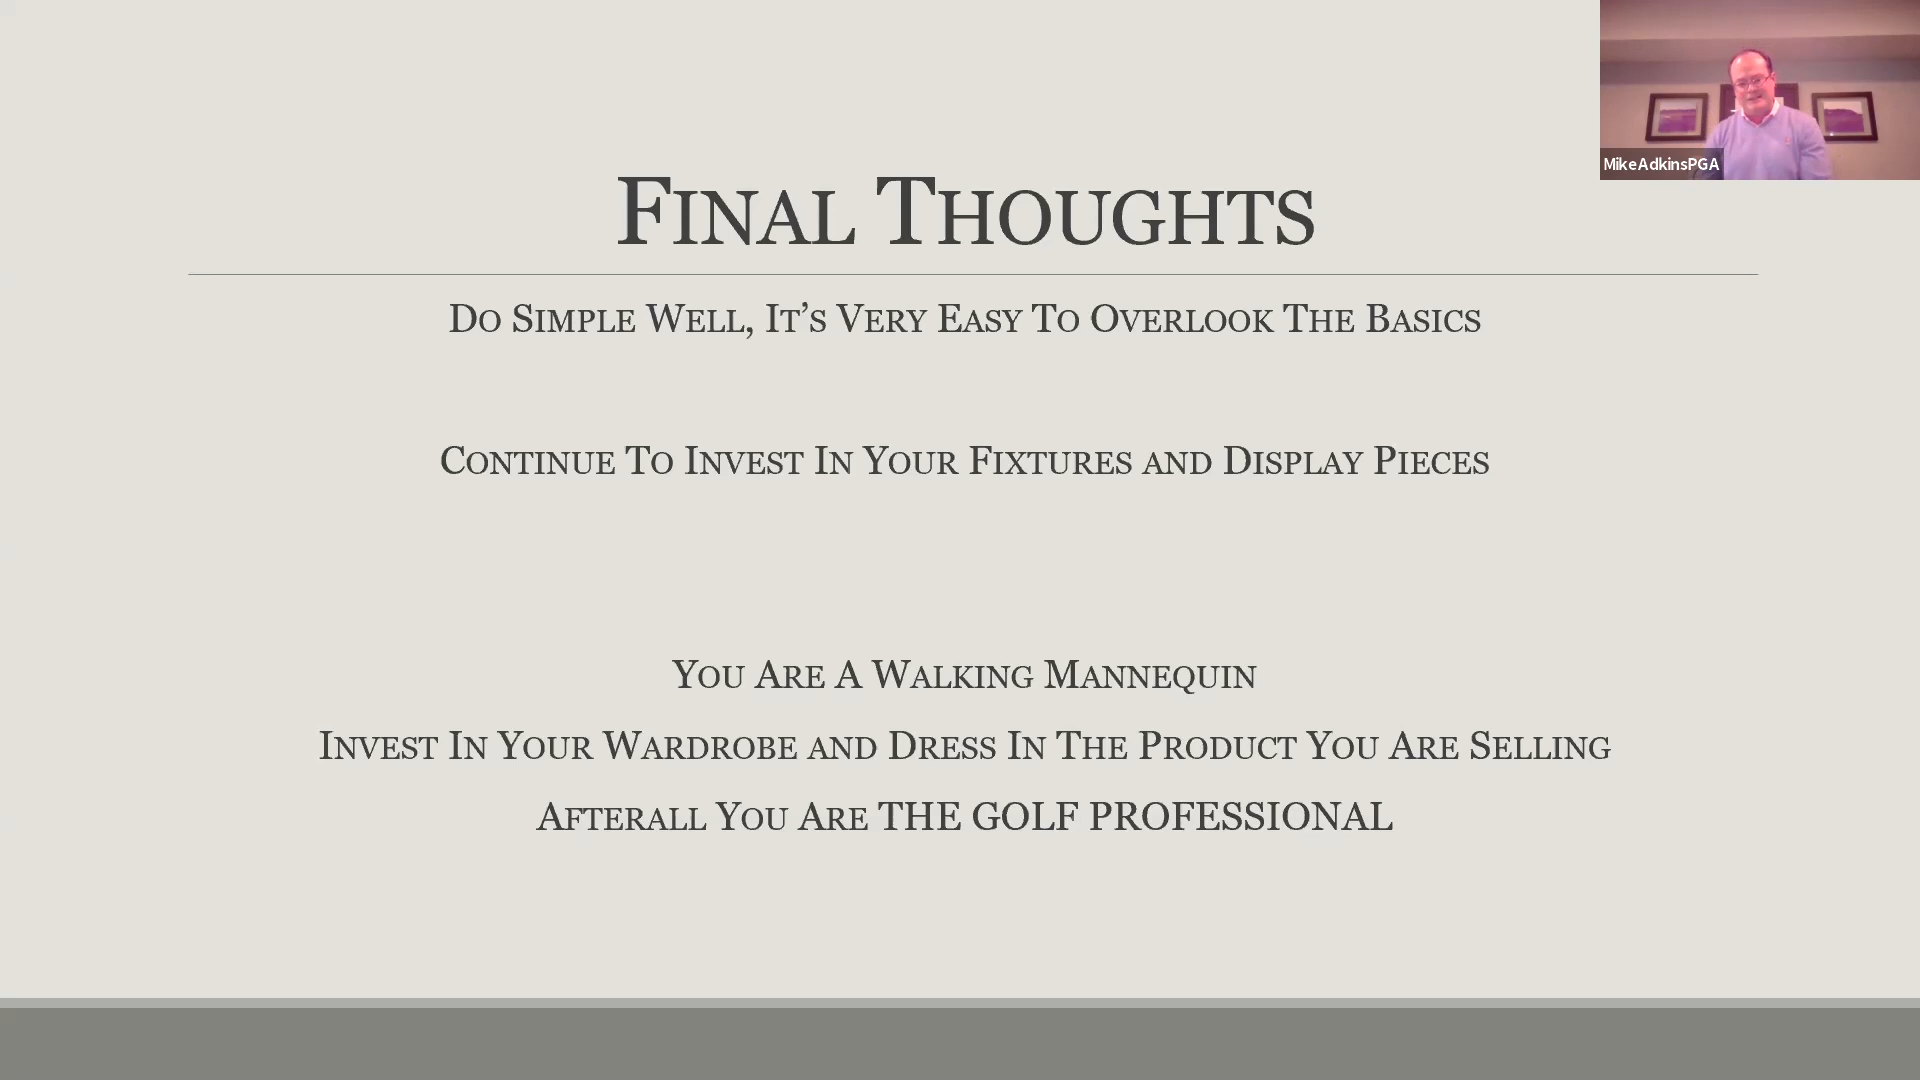 MikeAdkinsPGA
Final Thoughts
Do Simple Well, It’s Very Easy To Overlook The Basics
Continue To Invest In Your Fixtures and Display Pieces
You Are A Walking Mannequin
Invest In Your Wardrobe and Dress In The Product You Are Selling
Afterall You Are THE GOLF PROFESSIONAL